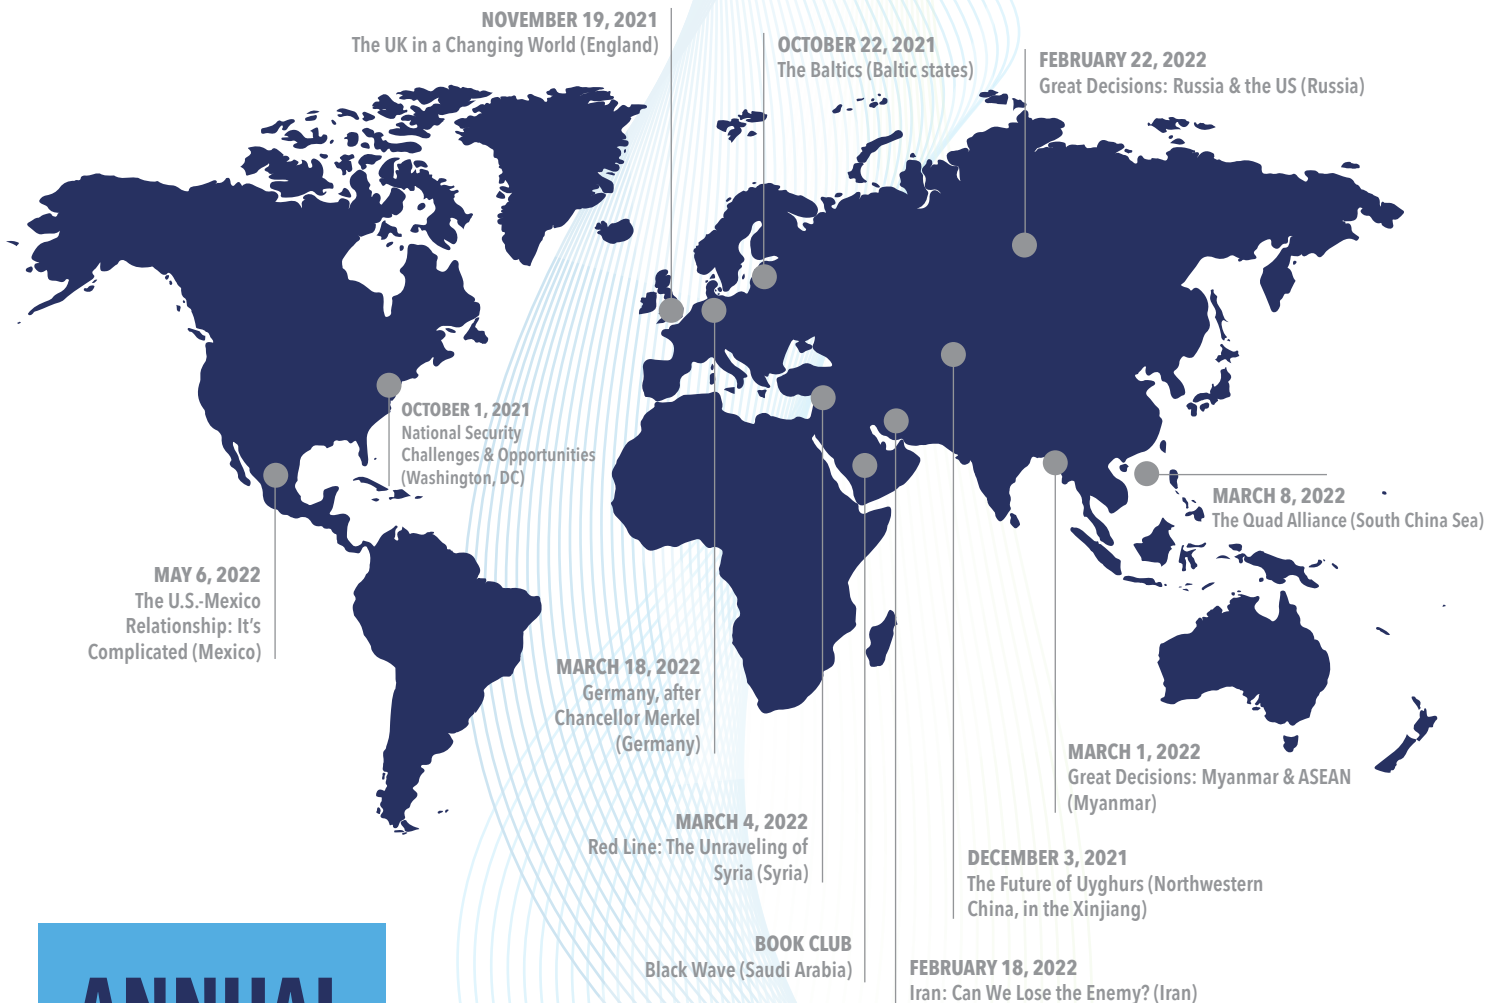 NOVEMBER 19, 2021
The UK in a Changing World (England)
OCTOBER 22, 2021
The Baltics (Baltic states)
FEBRUARY 22, 2022
Great Decisions: Russia & the US (Russia)
OCTOBER 1, 2021
National Security
Challenges & Opportunities
(Washington, DC)
MARCH 8, 2022
The Quad Alliance (South China Sea)
MAY 6, 2022
The U.S.-Mexico
Relationship: It's
Complicated (Mexico)
MARCH 18, 2022
Germany, after
Chancellor Merkel
(Germany)
MARCH 1, 2022
Great Decisions: Myanmar & ASEAN
(Myanmar)
MARCH 4, 2022
Red Line: The Unraveling of
Syria (Syria)
DECEMBER 3, 2021
The Future of Uyghurs (Northwestern
China, in the Xinjiang)
BOOK CLUB
Black Wave (Saudi Arabia)
FEBRUARY 18, 2022
Iran: Can We Lose the Enemy? (Iran)
ANNUAL